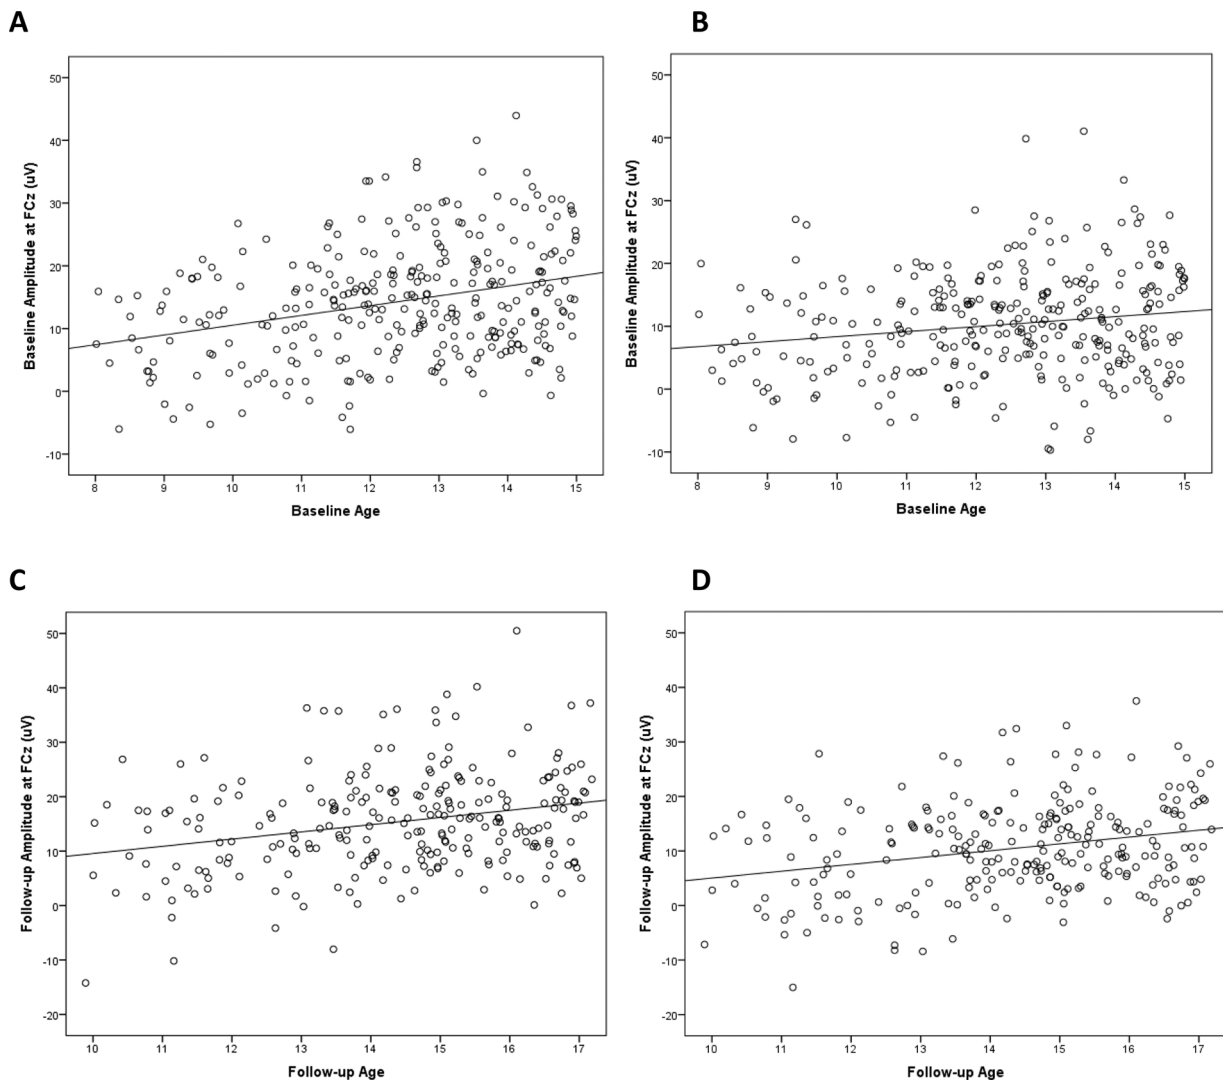 A
B
50
40
30
20
10
0
-10
Baseline Amplitude at FCz (uV)
8 9 10 11 12 13 14 15
Baseline Age
50
40
30
20
10
0
-10
Baseline Amplitude at FCz (uV)
8 9 10 11 12 13 14 15
Baseline Age
C
D
50
40
30
20
10
0
-10
-20
Follow-up Amplitude at FCz (uV)
10 11 12 13 14 15 16 17
Follow-up Age
50
40
30
20
10
0
-10
-20
Follow-up Amplitude at FCz (uV)
10 11 12 13 14 15 16 17
Follow-up Age